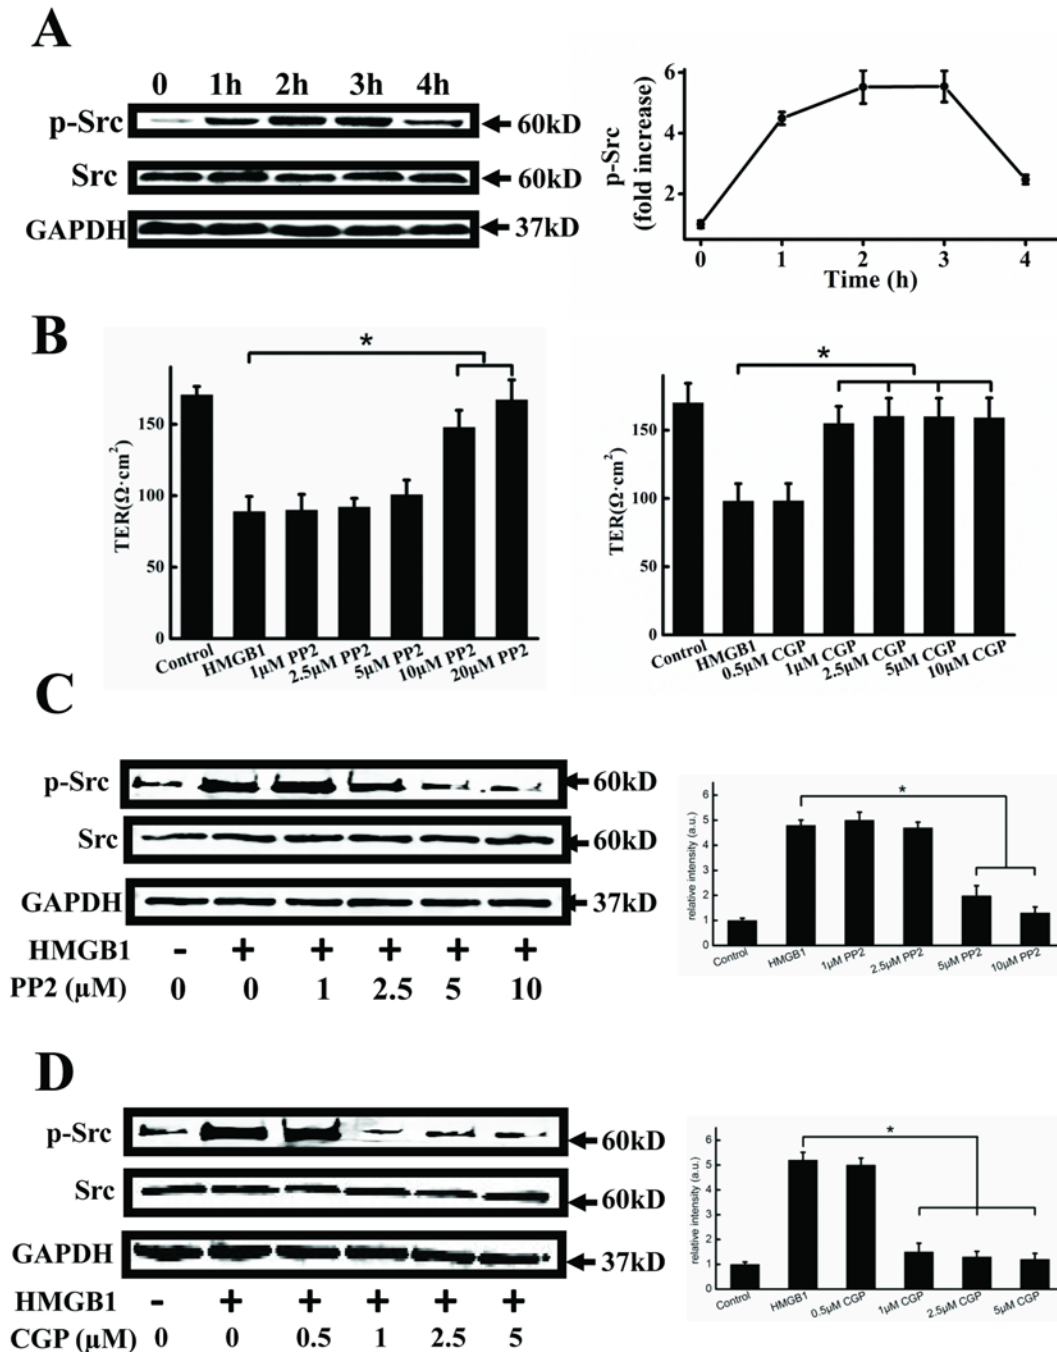 A
0 1h 2h 3h 4h
p-Src 60kD
Src 60kD
GAPDH 37kD
p-Src
(fold increase)
6
4
2
0 1 2 3 4
Time (h)
B
*
TER(Ω·cm²)
150
100
50
0
Control HMGB1 1μM PP2 2.5μM PP2 5μM PP2 10μM PP2 20μM PP2
*
TER(Ω·cm²)
150
100
50
0
Control HMGB1 0.5μM CGP 1μM CGP 2.5μM CGP 5μM CGP 10μM CGP
C
p-Src 60kD
Src 60kD
GAPDH 37kD
HMGB1 - + + + + +
PP2 (μM) 0 0 1 2.5 5 10
*
relative intensity (a.u.)
6
5
4
3
2
1
0
Control HMGB1 1μM PP2 2.5μM PP2 5μM PP2 10μM PP2
D
p-Src 60kD
Src 60kD
GAPDH 37kD
HMGB1 - + + + + +
CGP (μM) 0 0 0.5 1 2.5 5
*
relative intensity (a.u.)
6
5
4
3
2
1
0
Control HMGB1 0.5μM CGP 1μM CGP 2.5μM CGP 5μM CGP